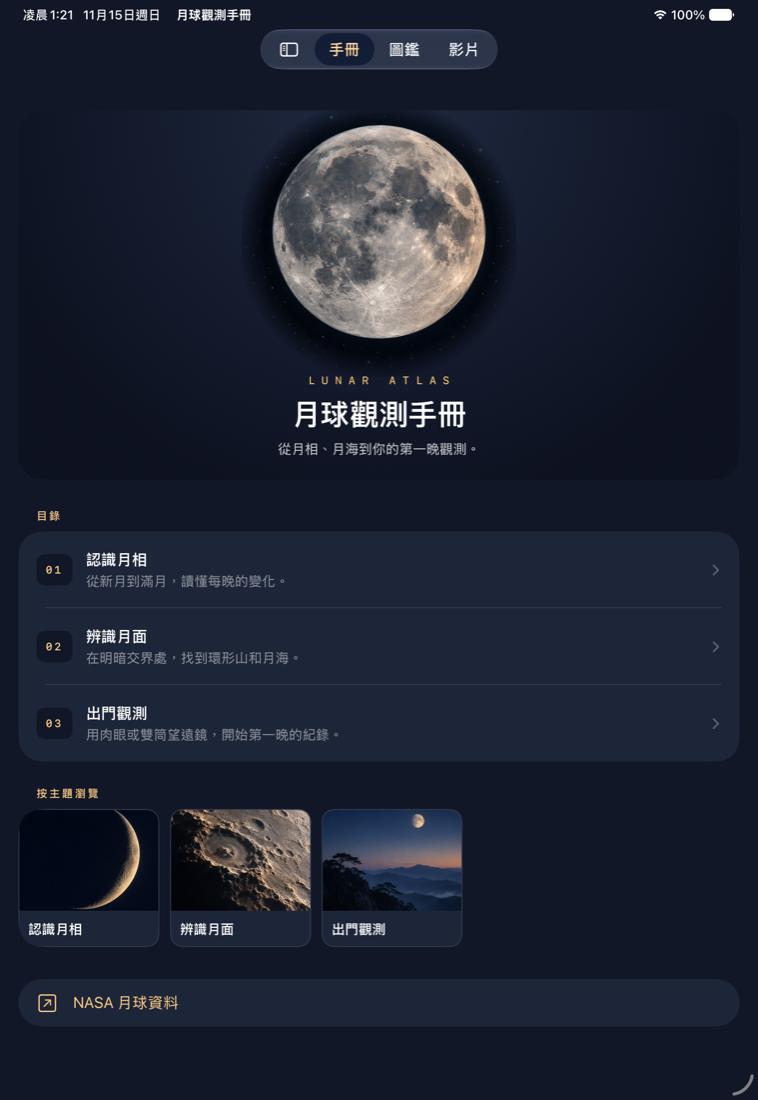 凌晨1:21 11月15日週日 月球觀測手冊 100%
手冊 圖鑑 影片
LUNAR ATLAS
月球觀測手冊
從月相、月海到你的第一晚觀測。
目錄
01 認識月相
從新月到滿月，讀懂每晚的變化。
02 辨識月面
在明暗交界處，找到環形山和月海。
03 出門觀測
用肉眼或雙筒望遠鏡，開始第一晚的紀錄。
按主題瀏覽
認識月相 辨識月面 出門觀測
NASA 月球資料